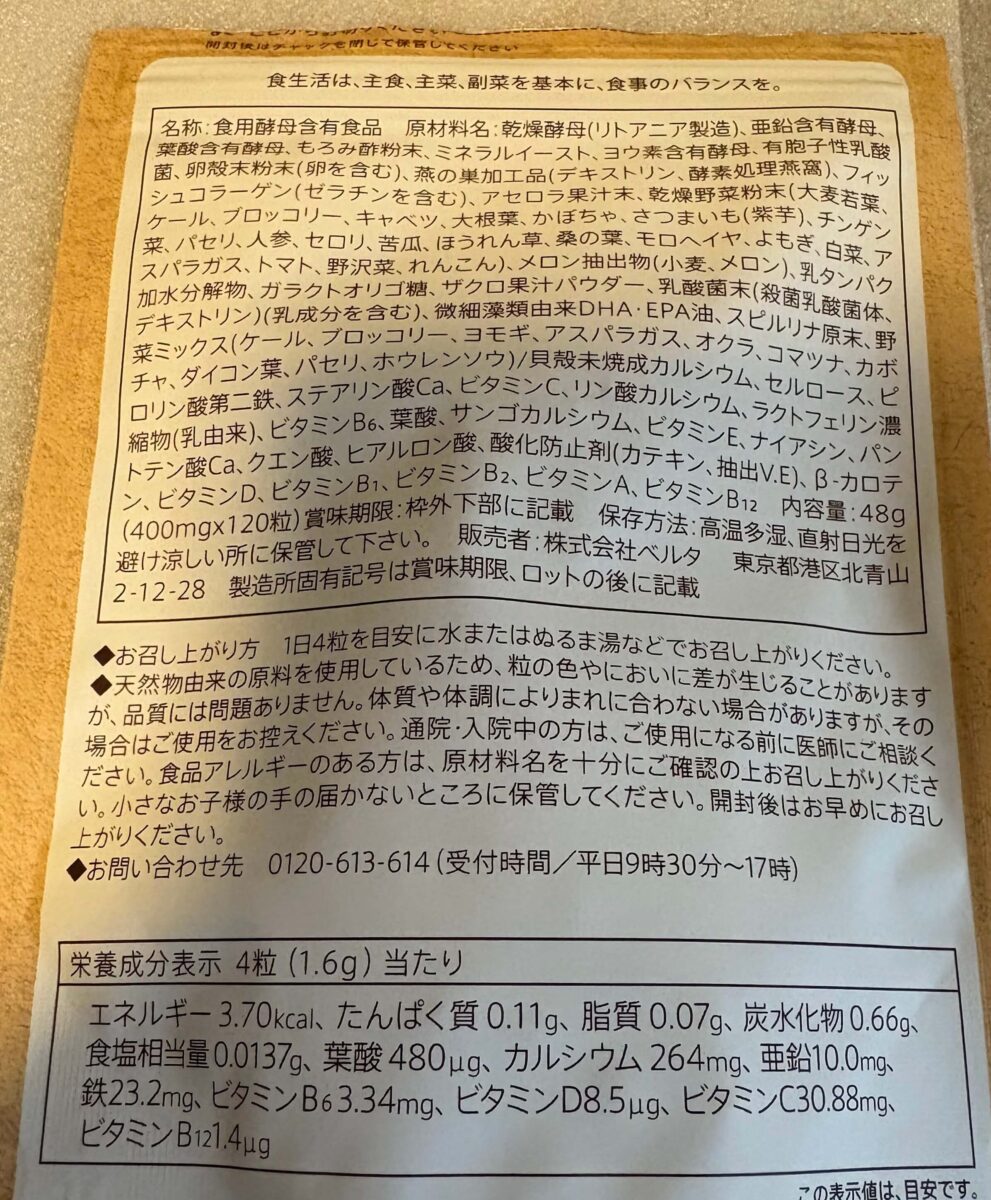 開封後はチャックを閉じて保管してください
食生活は、主食、主菜、副菜を基本に、食事のバランスを。
名称:食用酵母含有食品 原材料名:乾燥酵母(リトアニア製造)、亜鉛含有酵母、
葉酸含有酵母、もろみ酢粉末、ミネラルイースト、ヨウ素含有酵母、有胞子性乳酸
菌、卵殻末粉末(卵を含む)、燕の巣加工品(デキストリン、酵素処理燕窩)、フィッ
シュコラーゲン(ゼラチンを含む)、アセロラ果汁末、乾燥野菜粉末(大麦若葉、
ケール、ブロッコリー、キャベツ、大根葉、かぼちゃ、さつまいも(紫芋)、チンゲン
菜、パセリ、人参、セロリ、苦瓜、ほうれん草、桑の葉、モロヘイヤ、よもぎ、白菜、ア
スパラガス、トマト、野沢菜、れんこん)、メロン抽出物(小麦、メロン)、乳タンパク
加水分解物、ガラクトオリゴ糖、ザクロ果汁パウダー、乳酸菌末(殺菌乳酸菌体、
デキストリン)(乳成分を含む)、微細藻類由来DHA・EPA油、スピルリナ原末、野
菜ミックス(ケール、ブロッコリー、ヨモギ、アスパラガス、オクラ、コマツナ、カボ
チャ、ダイコン葉、パセリ、ホウレンソウ)/貝殻未焼成カルシウム、セルロース、ピ
ロリン酸第二鉄、ステアリン酸Ca、ビタミンC、リン酸カルシウム、ラクトフェリン濃
縮物(乳由来)、ビタミンB6、葉酸、サンゴカルシウム、ビタミンE、ナイアシン、パン
トテン酸Ca、クエン酸、ヒアルロン酸、酸化防止剤(カテキン、抽出V.E)、β-カロテ
ン、ビタミンD、ビタミンB1、ビタミンB2、ビタミンA、ビタミンB12 内容量:48g
(400mgx120粒)賞味期限:枠外下部に記載 保存方法:高温多湿、直射日光を
避け涼しい所に保管して下さい。 販売者:株式会社ベルタ 東京都港区北青山
2-12-28 製造所固有記号は賞味期限、ロットの後に記載
◆お召し上がり方 1日4粒を目安に水またはぬるま湯などでお召し上がりください。
◆天然物由来の原料を使用しているため、粒の色やにおいに差が生じることがあります
が、品質には問題ありません。体質や体調によりまれに合わない場合がありますが、その
場合はご使用をお控えください。通院・入院中の方は、ご使用になる前に医師にご相談く
ださい。食品アレルギーのある方は、原材料名を十分にご確認の上お召し上がりくださ
い。小さなお子様の手の届かないところに保管してください。開封後はお早めにお召し
上がりください。
◆お問い合わせ先 0120-613-614(受付時間/平日9時30分〜17時)
栄養成分表示 4粒(1.6g)当たり
エネルギー3.70kcal、たんぱく質0.11g、脂質0.07g、炭水化物0.66g、
食塩相当量0.0137g、葉酸480μg、カルシウム264mg、亜鉛10.0mg、
鉄23.2mg、ビタミンB6 3.34mg、ビタミンD8.5μg、ビタミンC30.88mg、
ビタミンB12 1.4μg
この表示値は、目安です。